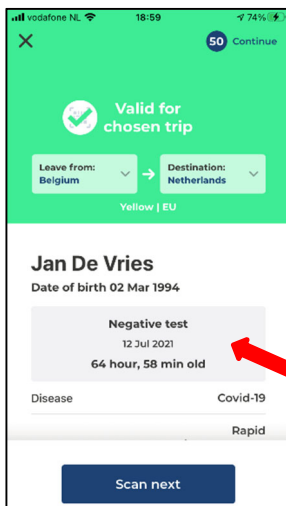 vodafone NL 18:59 74%
50 Continue
Valid for
chosen trip
Leave from:
Belgium
Destination:
Netherlands
Yellow | EU
Jan De Vries
Date of birth 02 Mar 1994
Negative test
12 Jul 2021
64 hour, 58 min old
Disease Covid-19
Rapid
Scan next